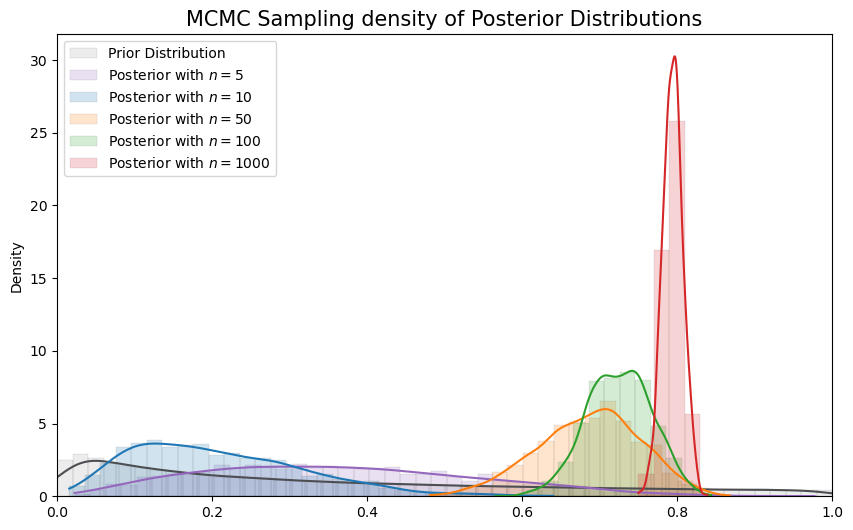 MCMC Sampling density of Posterior Distributions
Prior Distribution
Posterior with n = 5
Posterior with n = 10
Posterior with n = 50
Posterior with n = 100
Posterior with n = 1000
Density
30
25
20
15
10
5
0
0.0 0.2 0.4 0.6 0.8 1.0